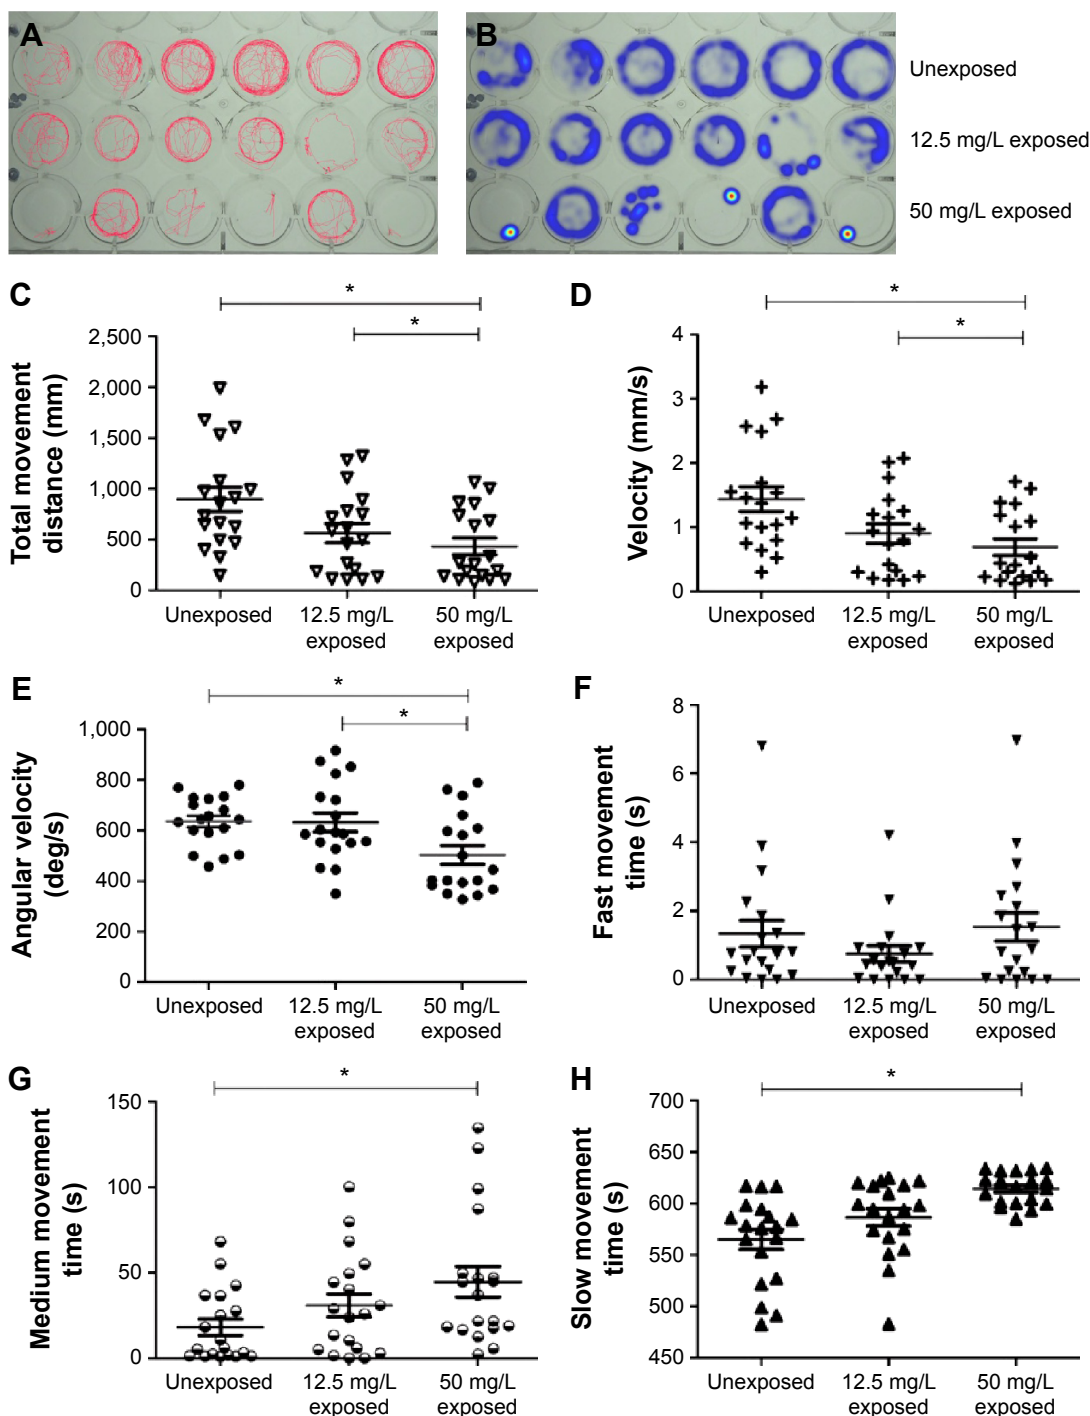 A
B
Unexposed
12.5 mg/L exposed
50 mg/L exposed
C
*
*
Total movement
distance (mm)
2,500
2,000
1,500
1,000
500
0
Unexposed
12.5 mg/L
exposed
50 mg/L
exposed
D
*
*
Velocity (mm/s)
4
3
2
1
0
Unexposed
12.5 mg/L
exposed
50 mg/L
exposed
E
*
*
Angular velocity
(deg/s)
1,000
800
600
400
200
0
Unexposed
12.5 mg/L
exposed
50 mg/L
exposed
F
Fast movement
time (s)
8
6
4
2
0
Unexposed
12.5 mg/L
exposed
50 mg/L
exposed
G
*
Medium movement
time (s)
150
100
50
0
Unexposed
12.5 mg/L
exposed
50 mg/L
exposed
H
*
Slow movement
time (s)
700
650
600
550
500
450
Unexposed
12.5 mg/L
exposed
50 mg/L
exposed